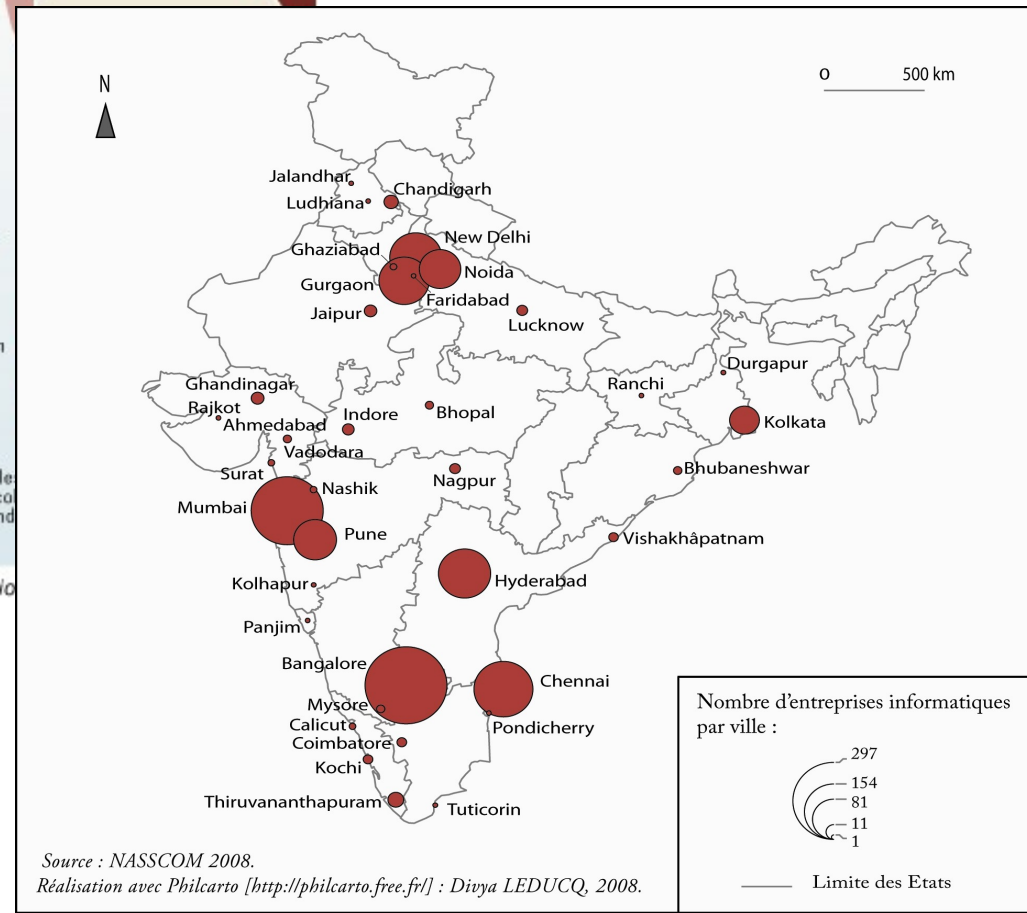 N
O 500 km
Jalandhar
Ludhiana
Chandigarh
New Delhi
Ghaziabad
Noida
Gurgaon
Faridabad
Jaipur
Lucknow
Durgapur
Ghandinagar
Ranchi
Rajkot
Indore
Bhopal
Ahmedabad
Kolkata
Vadodara
Surat
Bhubaneshwar
Nagpur
Nashik
Mumbai
Pune
Vishakhâpatnam
Kolhapur
Hyderabad
Panjim
Bangalore
Chennai
Mysore
Calicut
Pondicherry
Coimbatore
Kochi
Thiruvananthapuram
Tuticorin
Nombre d’entreprises informatiques
par ville :
297
154
81
11
1
Limite des Etats
Source : NASSCOM 2008.
Réalisation avec Philcarto [http://philcarto.free.fr/] : Divya LEDUCQ, 2008.